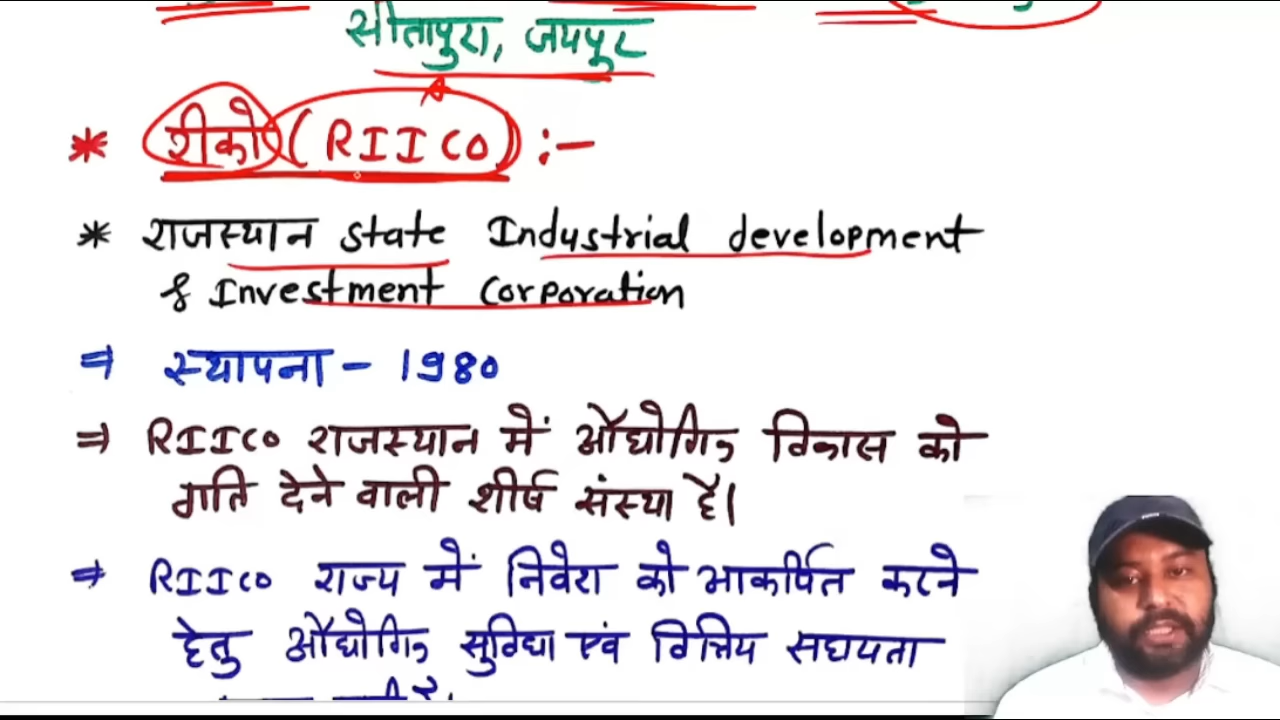 सीतापुरा, जयपुर
* रीको (RIICO) :-
* राजस्थान State Industrial development
& Investment Corporation
⇒ स्थापना - 1980
⇒ RIICO राजस्थान में औद्योगिक विकास को
गति देने वाली शीर्ष संस्था है।
⇒ RIICO राज्य में निवेश को आकर्षित करने
हेतु औद्योगिक सुविधा एवं वित्तिय सहायता